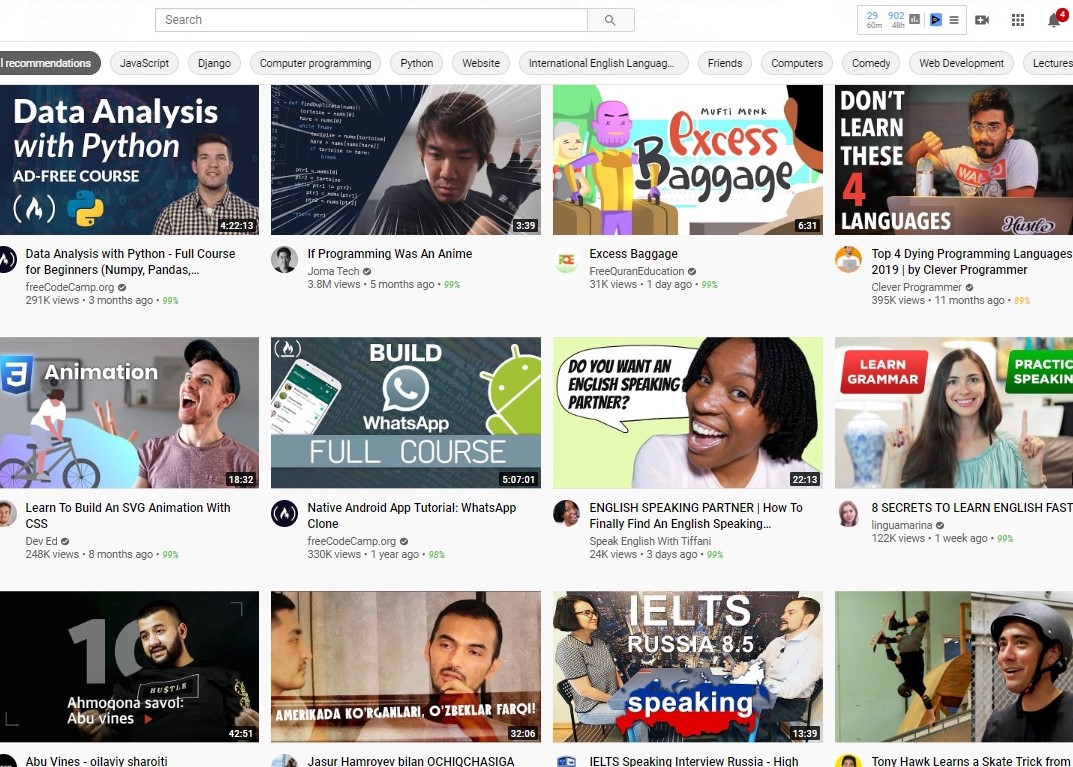 Search
29 902
60m 48h
4
l recommendations
JavaScript
Django
Computer programming
Python
Website
International English Languag...
Friends
Computers
Comedy
Web Development
Lectures
Data Analysis
with Python
AD-FREE COURSE
4:22:13
3:39
MUFTI MENK
Excess
Baggage
6:31
DON'T
LEARN
THESE
4
LANGUAGES
Hustle
Data Analysis with Python - Full Course
for Beginners (Numpy, Pandas,...
freeCodeCamp.org
291K views • 3 months ago • 99%
If Programming Was An Anime
Joma Tech
3.8M views • 5 months ago • 99%
Excess Baggage
FreeQuranEducation
31K views • 1 day ago • 99%
Top 4 Dying Programming Languages
2019 | by Clever Programmer
Clever Programmer
395K views • 11 months ago • 89%
3 Animation
18:32
BUILD
WhatsApp
FULL COURSE
5:07:01
DO YOU WANT AN
ENGLISH SPEAKING
PARTNER?
22:13
LEARN
GRAMMAR
PRACTIC
SPEAKIN
Learn To Build An SVG Animation With
CSS
Dev Ed
248K views • 8 months ago • 99%
Native Android App Tutorial: WhatsApp
Clone
freeCodeCamp.org
330K views • 1 year ago • 98%
ENGLISH SPEAKING PARTNER | How To
Finally Find An English Speaking...
Speak English With Tiffani
24K views • 3 days ago • 99%
8 SECRETS TO LEARN ENGLISH FAST
linguamarina
122K views • 1 week ago • 99%
10
HU$TLE
Ahmoqona savol:
Abu vines
42:51
AMERIKADA KO'RGANLARI, O'ZBEKLAR FARQI!
32:06
IELTS
RUSSIA 8.5
speaking
13:39
Abu Vines - oilaviy sharoiti
Jasur Hamroyev bilan OCHIQCHASIGA
IELTS Speaking Interview Russia - High
Tony Hawk Learns a Skate Trick from